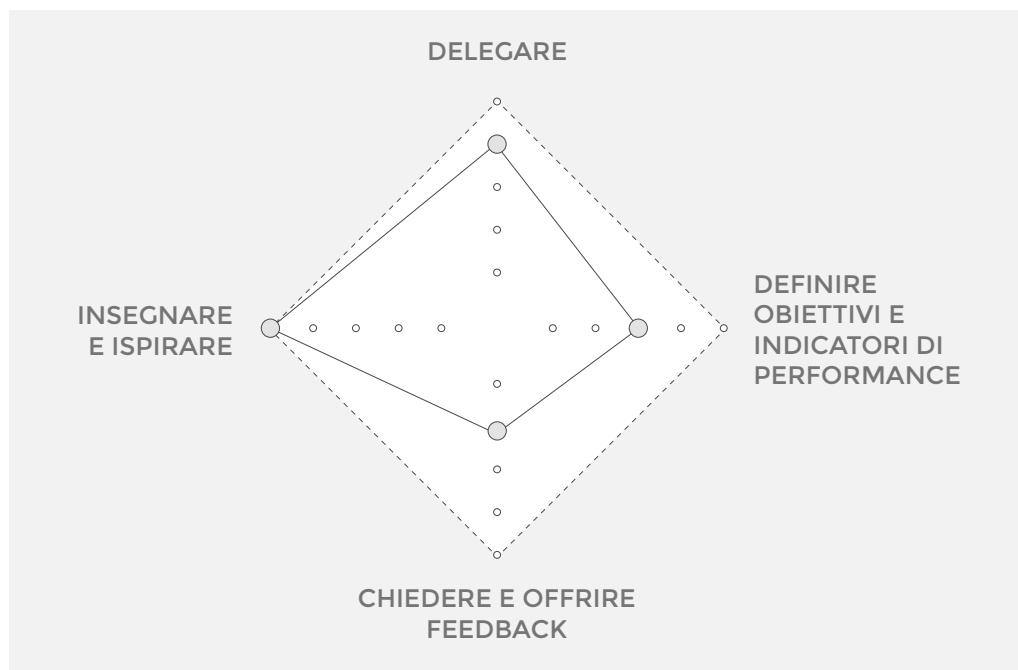 DELEGARE
INSEGNARE
E ISPIRARE
DEFINIRE
OBIETTIVI E
INDICATORI DI
PERFORMANCE
CHIEDERE E OFFRIRE
FEEDBACK